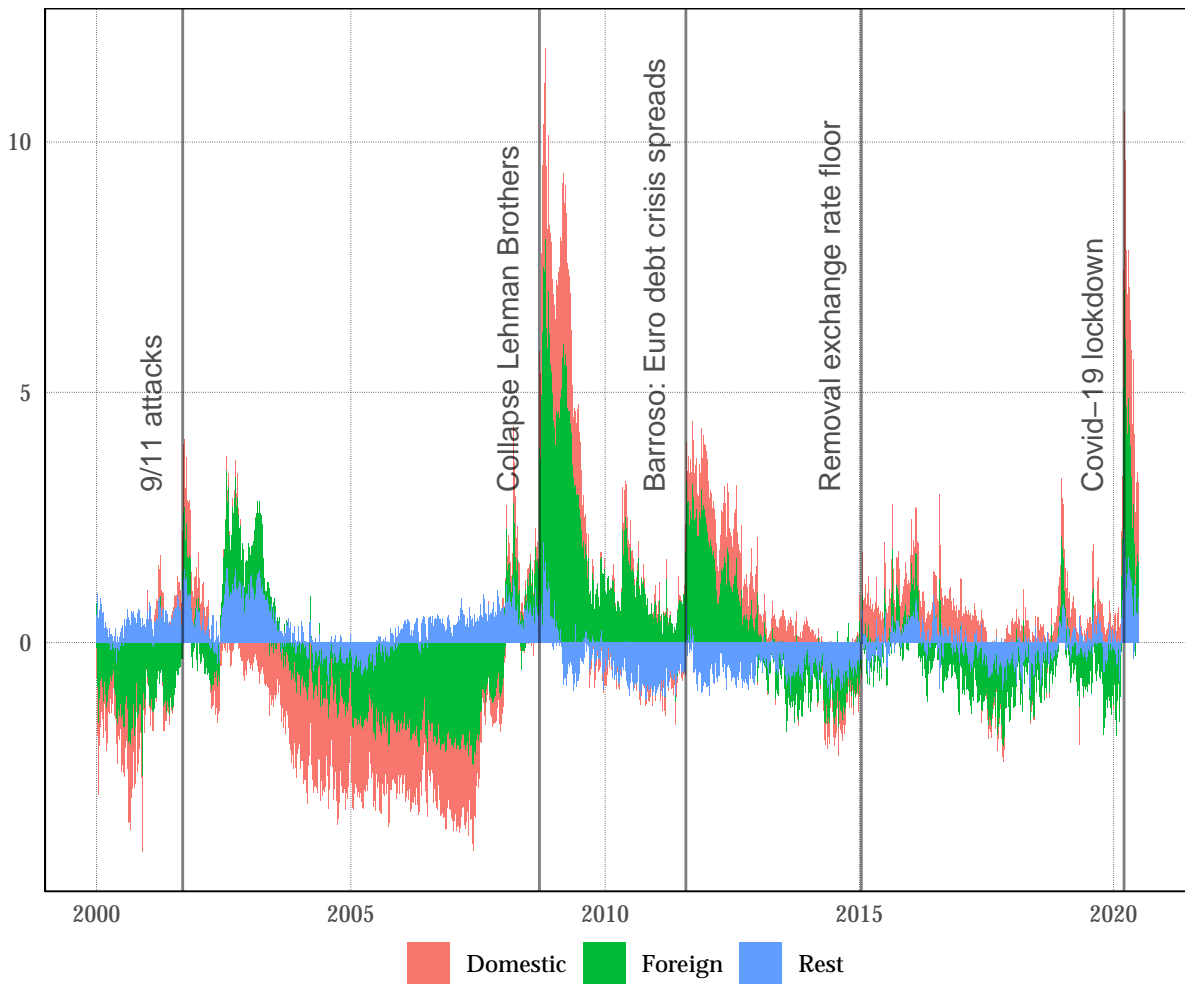 10
5
0
9/11 attacks
Collapse Lehman Brothers
Barroso: Euro debt crisis spreads
Removal exchange rate floor
Covid−19 lockdown
2000
2005
2010
2015
2020
Domestic
Foreign
Rest